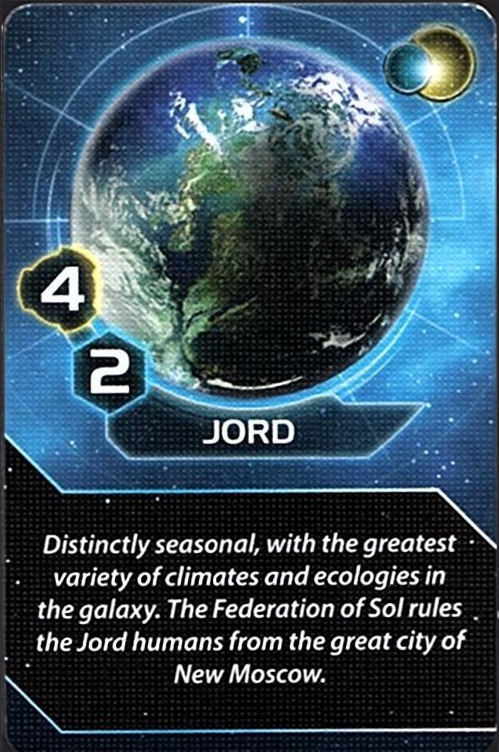 4
2
JORD
Distinctly seasonal, with the greatest
variety of climates and ecologies in
the galaxy. The Federation of Sol rules
the Jord humans from the great city of
New Moscow.